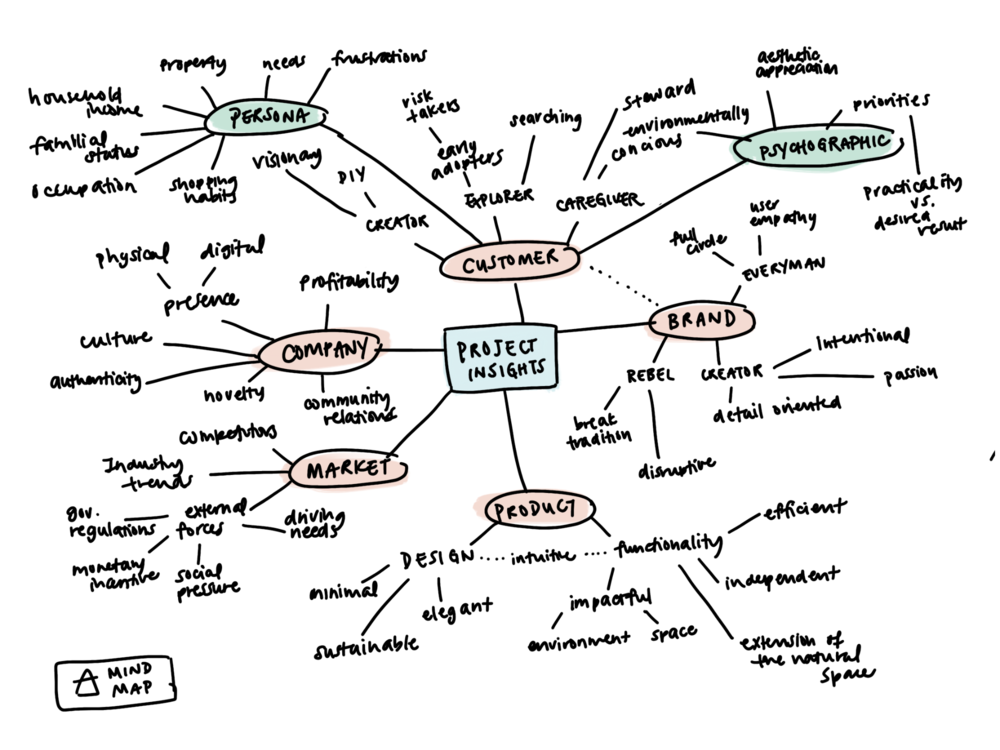 property
needs
frustrations
household
income
PERSONA
familial
status
occupation
shopping
habits
visionary
DIY
CREATOR
risk
takers
early
adopters
searching
EXPLORER
steward
environmentally
concious
CAREGIVER
aesthetic
appreciation
priorities
PSYCHOGRAPHIC
practicality
vs.
desired
result
CUSTOMER
user
empathy
full
circle
EVERYMAN
BRAND
REBEL
CREATOR
Intentional
passion
detail oriented
break
tradition
disruptive
physical
digital
presence
profitability
culture
COMPANY
authenticity
novelty
community
relations
PROJECT
INSIGHTS
competitors
Industry
trends
MARKET
gov.
regulations
external
forces
driving
needs
monetary
incentive
social
pressure
PRODUCT
DESIGN
intuitive
functionality
efficient
minimal
elegant
sustainable
impactful
environment
space
independent
extension of
the natural
space
MIND
MAP